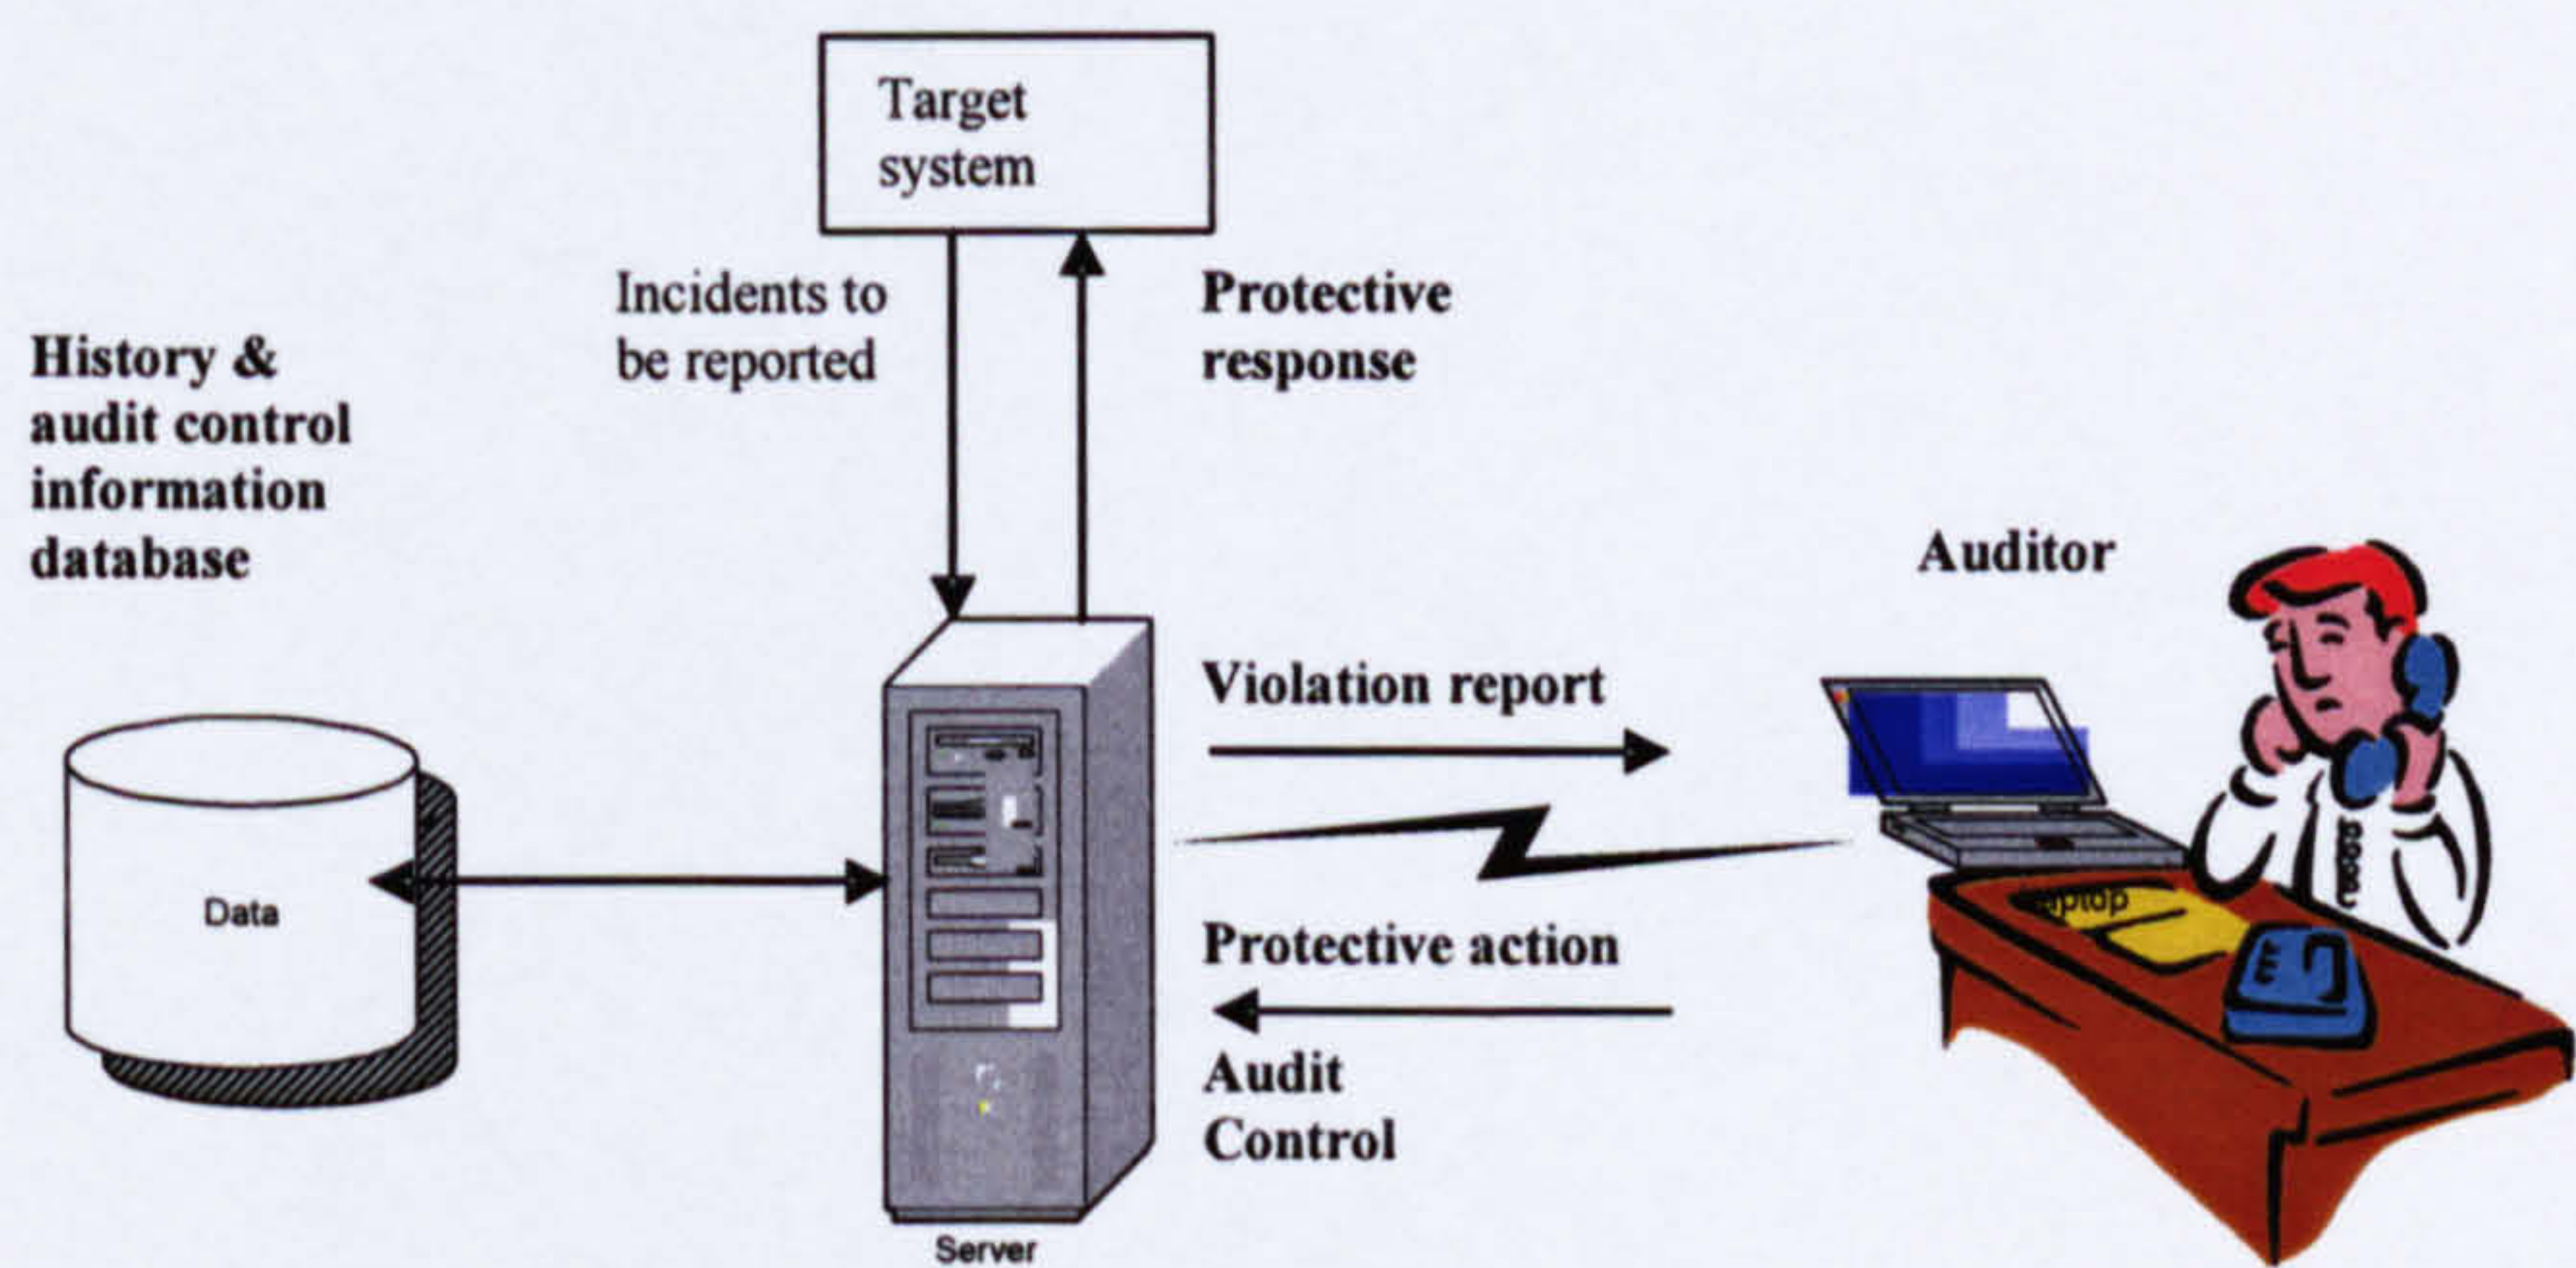 Target
system
Incidents to
be reported
Protective
response
History &
audit control
information
database
Auditor
Violation report
Data
Protective action
Audit
Control
Server